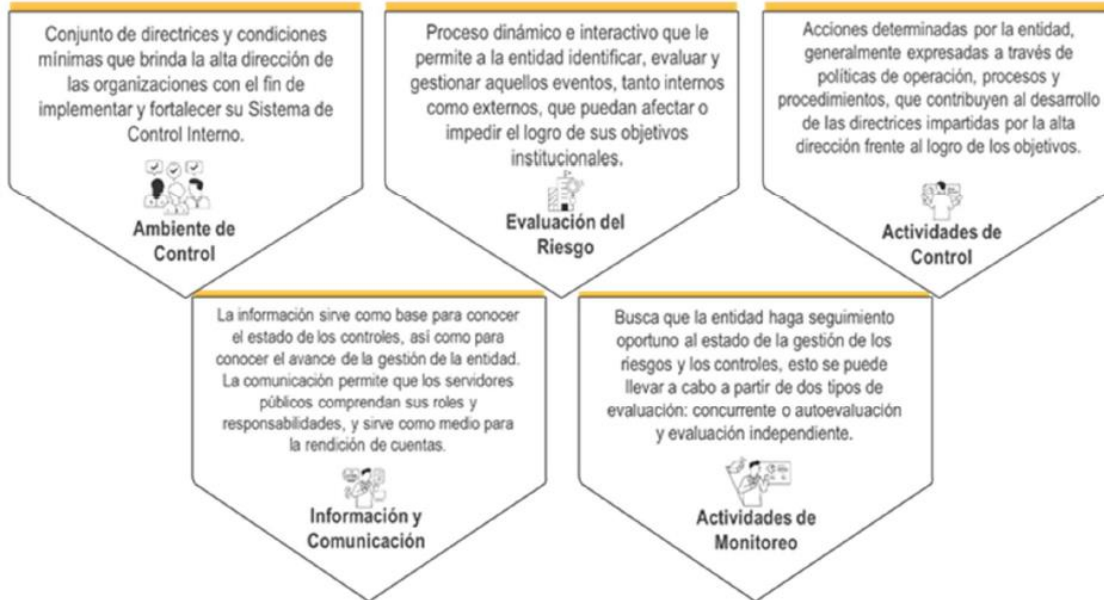 Conjunto de directrices y condiciones
mínimas que brinda la alta dirección de
las organizaciones con el fin de
implementar y fortalecer su Sistema de
Control Interno.
Ambiente de
Control
Proceso dinámico e interactivo que le
permite a la entidad identificar, evaluar y
gestionar aquellos eventos, tanto internos
como externos, que puedan afectar o
impedir el logro de sus objetivos
institucionales.
Evaluación del
Riesgo
Acciones determinadas por la entidad,
generalmente expresadas a través de
políticas de operación, procesos y
procedimientos, que contribuyen al desarrollo
de las directrices impartidas por la alta
dirección frente al logro de los objetivos.
Actividades de
Control
La información sirve como base para conocer
el estado de los controles, así como para
conocer el avance de la gestión de la entidad.
La comunicación permite que los servidores
públicos comprendan sus roles y
responsabilidades, y sirve como medio para
la rendición de cuentas.
Información y
Comunicación
Busca que la entidad haga seguimiento
oportuno al estado de la gestión de los
riesgos y los controles, esto se puede
llevar a cabo a partir de dos tipos de
evaluación: concurrente o autoevaluación
y evaluación independiente.
Actividades de
Monitoreo